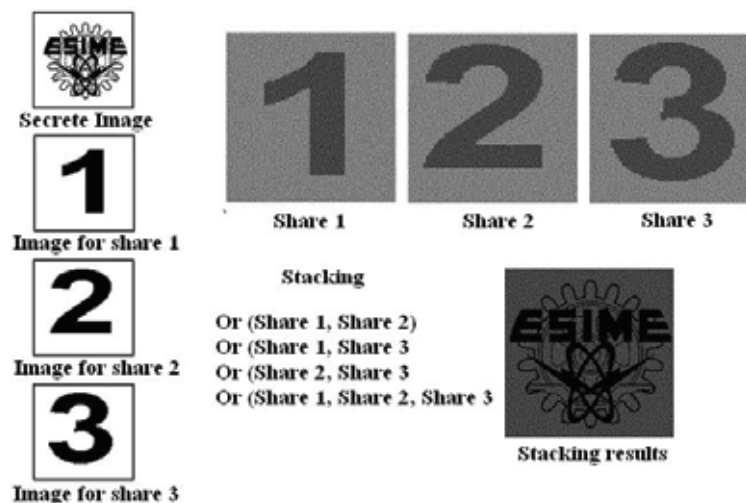 ESIME
Secrete Image
1
Image for share 1
2
Image for share 2
3
Image for share 3
1
Share 1
2
Share 2
3
Share 3
Stacking
Or (Share 1, Share 2)
Or (Share 1, Share 3
Or (Share 2, Share 3
Or (Share 1, Share 2, Share 3
ESIME
Stacking results